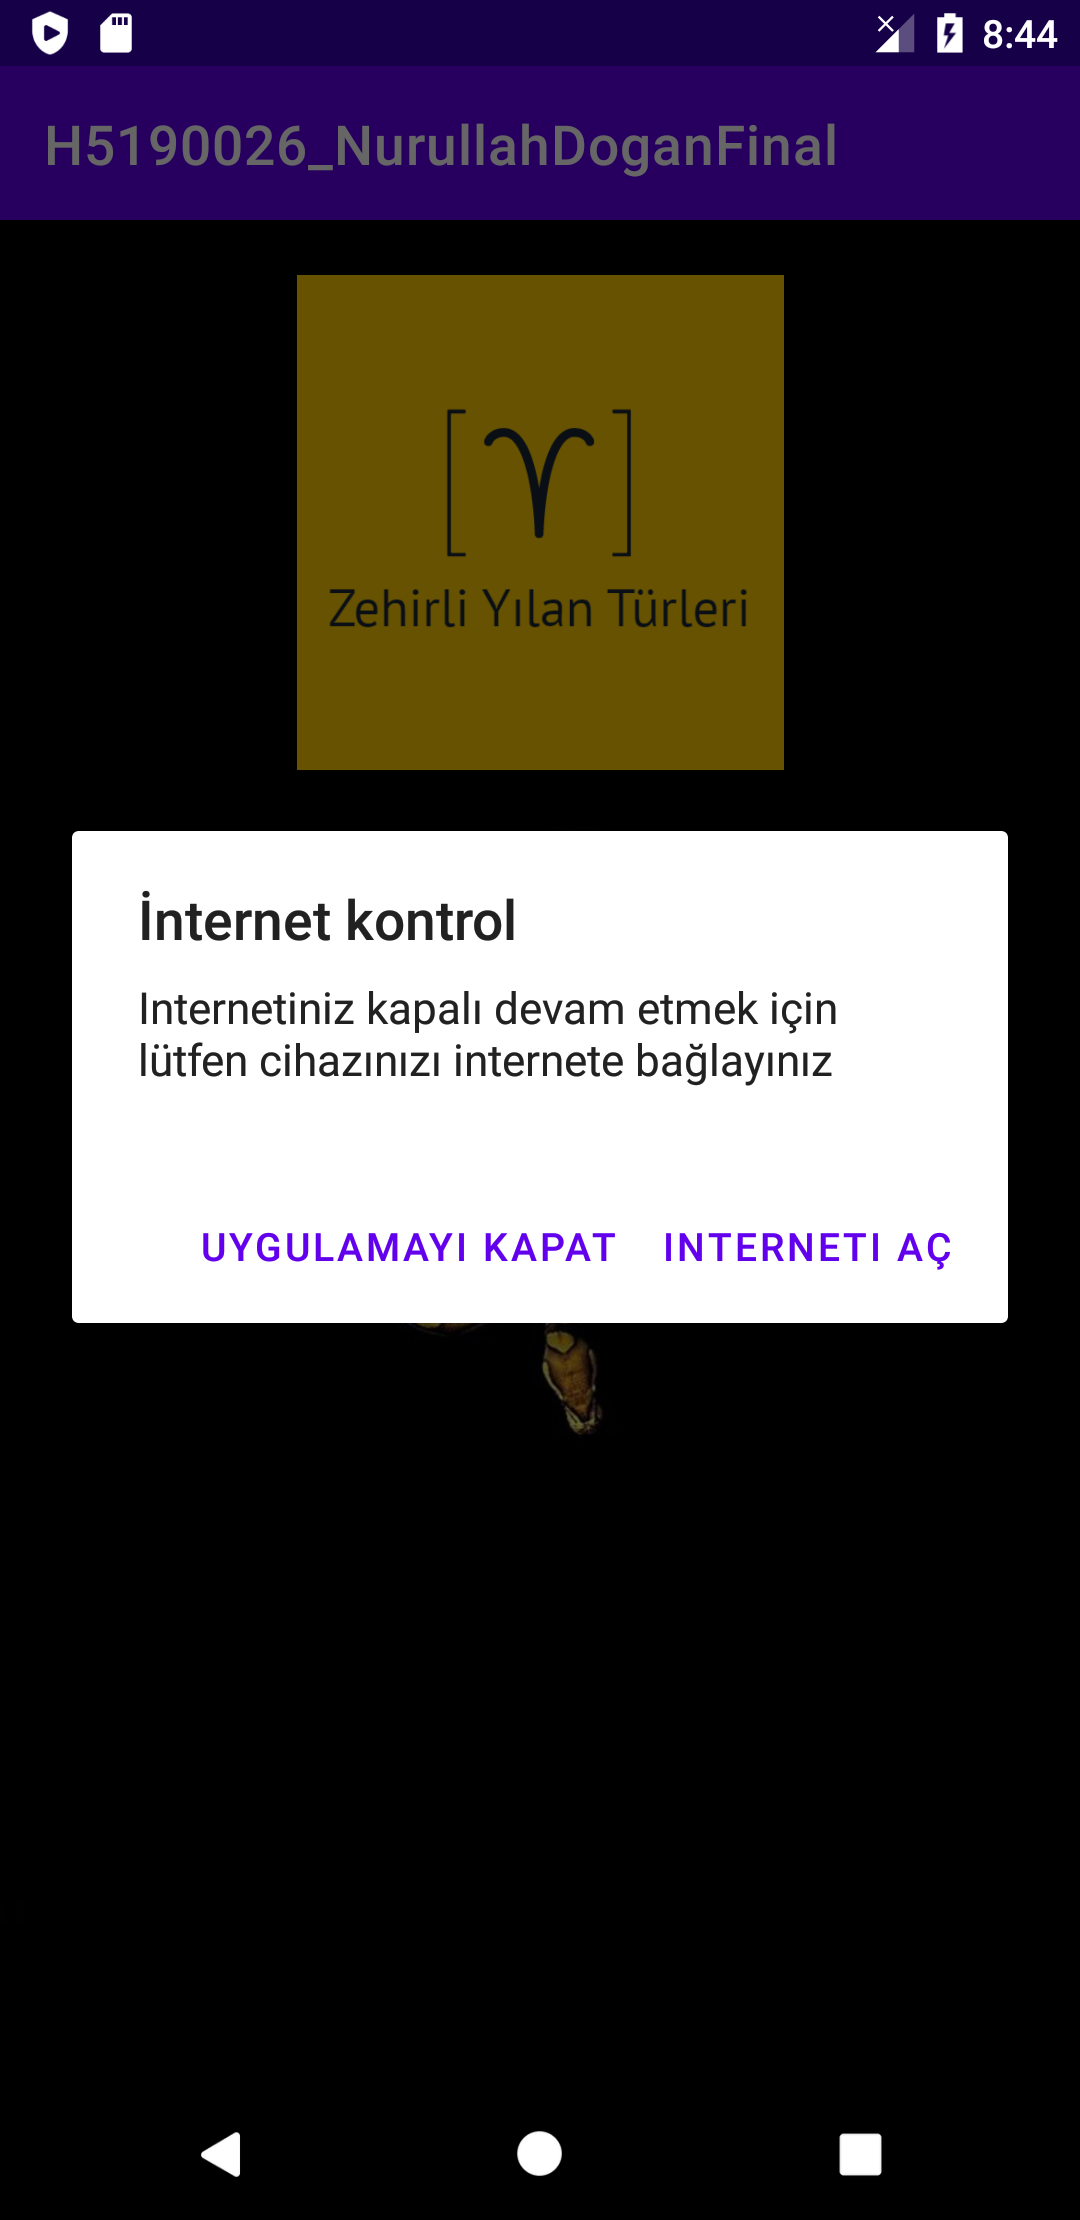 8:44
H5190026_NurullahDoganFinal
[♈]
Zehirli Yılan Türleri
İnternet kontrol
Internetiniz kapalı devam etmek için
lütfen cihazınızı internete bağlayınız
UYGULAMAYI KAPAT INTERNETI AÇ